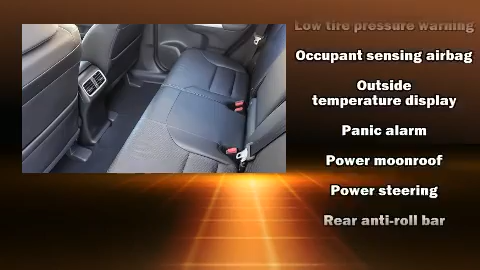 Low tire pressure warning
Occupant sensing airbag
Outside
temperature display
Panic alarm
Power moonroof
Power steering
Rear anti-roll bar